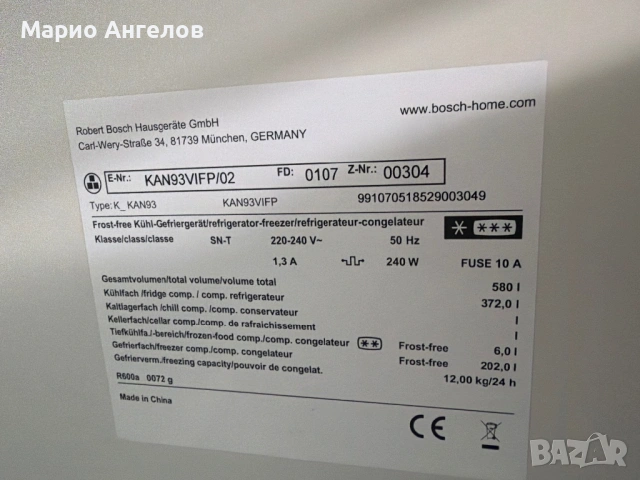 Марио Ангелов
Robert Bosch Hausgeräte GmbH
Carl-Wery-Straße 34, 81739 München, GERMANY
www.bosch-home.com
E-Nr.: KAN93VIFP/02 FD: 0107 Z-Nr.: 00304
Type: K_ KAN93 KAN93VIFP 991070518529003049
Frost-free Kühl-Gefriergerät/refrigerator-freezer/refrigerateur-congelateur
Klasse/class/classe SN-T 220-240 V~ 50 Hz
1,3 A 240 W FUSE 10 A
Gesamtvolumen/total volume/volume total 580 l
Kühlfach /fridge comp. / comp. refrigerateur 372,0 l
Kaltlagerfach /chill comp. / comp. conservateur l
Kellerfach/cellar comp./comp. de rafraichissement l
Tiefkühlfa./-bereich/frozen-food comp./comp. congelateur Frost-free 6,0 l
Gefrierfach/freezer comp./comp. congelateur Frost-free 202,0 l
Gefrierverm./freezing capacity/pouvoir de congelat. 12,00 kg/24 h
R600a 0072 g
Made in China
CE
BAZAR